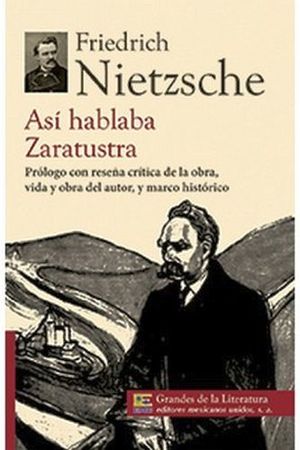 Friedrich
Nietzsche
Así hablaba
Zaratustra
Prólogo con reseña crítica de la obra,
vida y obra del autor, y marco histórico
Grandes de la Literatura
editores mexicanos unidos, s. a.